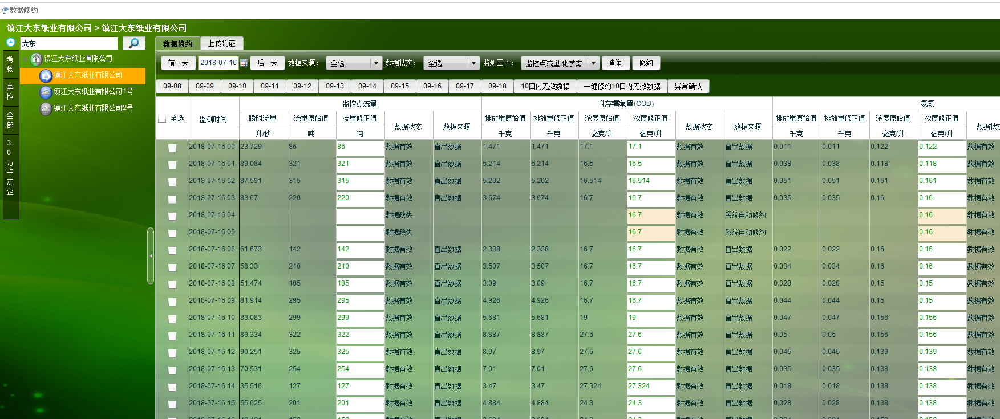 数据修约
镇江大东纸业有限公司 > 镇江大东纸业有限公司
大东
考核
国控
全部
30万千瓦企
镇江大东纸业有限公司
镇江大东纸业有限公司
镇江大东纸业有限公司1号
镇江大东纸业有限公司2号
数据修约 上传凭证
前一天 2018-07-16 后一天 数据来源: 全选 数据状态: 全选 监测因子: 监控点流量,化学需 查询 修约
09-08 09-09 09-10 09-11 09-12 09-13 09-14 09-15 09-16 09-17 09-18 10日内无效数据 一键修约10日内无效数据 异常确认
监控点流量 化学需氧量(COD) 氨氮
全选 监测时间 瞬时流量 流量原始值 流量修正值 数据状态 数据来源 排放量原始值 排放量修正值 浓度原始值 浓度修正值 数据状态 数据来源 排放量原始值 排放量修正值 浓度原始值 浓度修正值 数据状
升/秒 吨 吨 千克 千克 毫克/升 毫克/升 千克 千克 毫克/升 毫克/升
2018-07-16 00 23.729 86 86 数据有效 直出数据 1.471 1.471 17.1 17.1 数据有效 直出数据 0.011 0.011 0.122 0.122 数据有效
2018-07-16 01 89.084 321 321 数据有效 直出数据 5.214 5.214 16.5 16.5 数据有效 直出数据 0.038 0.038 0.118 0.118 数据有效
2018-07-16 02 87.591 315 315 数据有效 直出数据 5.202 5.202 16.514 16.514 数据有效 直出数据 0.051 0.051 0.161 0.161 数据有效
2018-07-16 03 83.67 220 220 数据有效 直出数据 3.674 3.674 16.7 16.7 数据有效 直出数据 0.035 0.035 0.16 0.16 数据有效
2018-07-16 04 数据缺失 16.7 数据有效 系统自动修约 0.16 数据有效
2018-07-16 05 数据缺失 16.7 数据有效 系统自动修约 0.16 数据有效
2018-07-16 06 61.673 142 142 数据有效 直出数据 2.338 2.338 16.7 16.7 数据有效 直出数据 0.022 0.022 0.16 0.16 数据有效
2018-07-16 07 58.33 210 210 数据有效 直出数据 3.507 3.507 16.7 16.7 数据有效 直出数据 0.034 0.034 0.16 0.16 数据有效
2018-07-16 08 51.474 185 185 数据有效 直出数据 3.09 3.09 16.7 16.7 数据有效 直出数据 0.028 0.028 0.15 0.15 数据有效
2018-07-16 09 81.914 295 295 数据有效 直出数据 4.926 4.926 16.7 16.7 数据有效 直出数据 0.044 0.044 0.15 0.15 数据有效
2018-07-16 10 83.083 299 299 数据有效 直出数据 5.681 5.681 19 19 数据有效 直出数据 0.047 0.047 0.156 0.156 数据有效
2018-07-16 11 89.334 322 322 数据有效 直出数据 8.887 8.887 27.6 27.6 数据有效 直出数据 0.05 0.05 0.156 0.156 数据有效
2018-07-16 12 90.251 325 325 数据有效 直出数据 8.97 8.97 27.6 27.6 数据有效 直出数据 0.045 0.045 0.139 0.139 数据有效
2018-07-16 13 70.531 254 254 数据有效 直出数据 7.01 7.01 27.6 27.6 数据有效 直出数据 0.035 0.035 0.138 0.138 数据有效
2018-07-16 14 35.516 127 127 数据有效 直出数据 3.47 3.47 27.324 27.324 数据有效 直出数据 0.018 0.018 0.138 0.138 数据有效
2018-07-16 15 55.625 201 201 数据有效 直出数据 4.884 4.884 24.3 24.3 数据有效 直出数据 0.028 0.028 0.138 0.138 数据有效